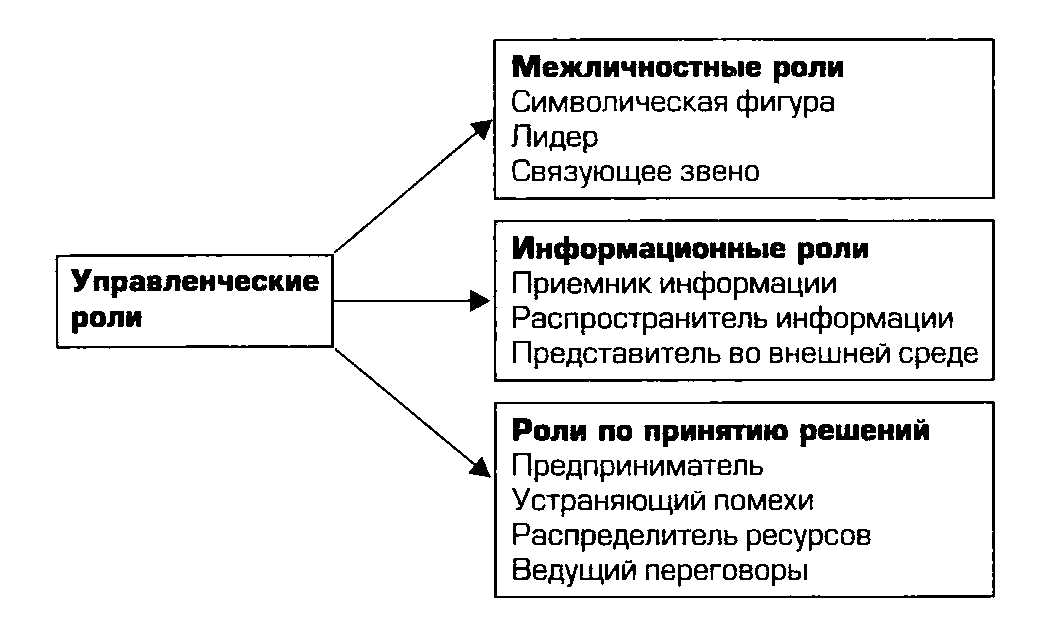 Управленческие
роли
Межличностные роли
Символическая фигура
Лидер
Связующее звено
Информационные роли
Приемник информации
Распространитель информации
Представитель во внешней среде
Роли по принятию решений
Предприниматель
Устраняющий помехи
Распределитель ресурсов
Ведущий переговоры